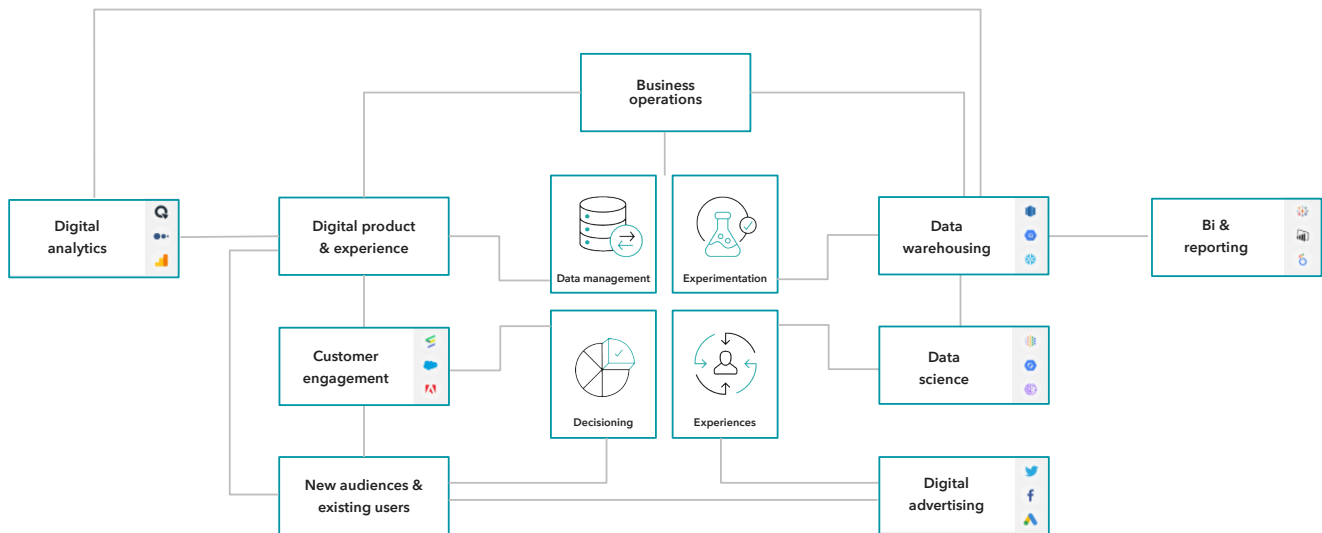 Business
operations
Digital
analytics
Digital product
& experience
Data management
Experimentation
Data
warehousing
Bi &
reporting
Customer
engagement
Decisioning
Experiences
Data
science
New audiences &
existing users
Digital
advertising